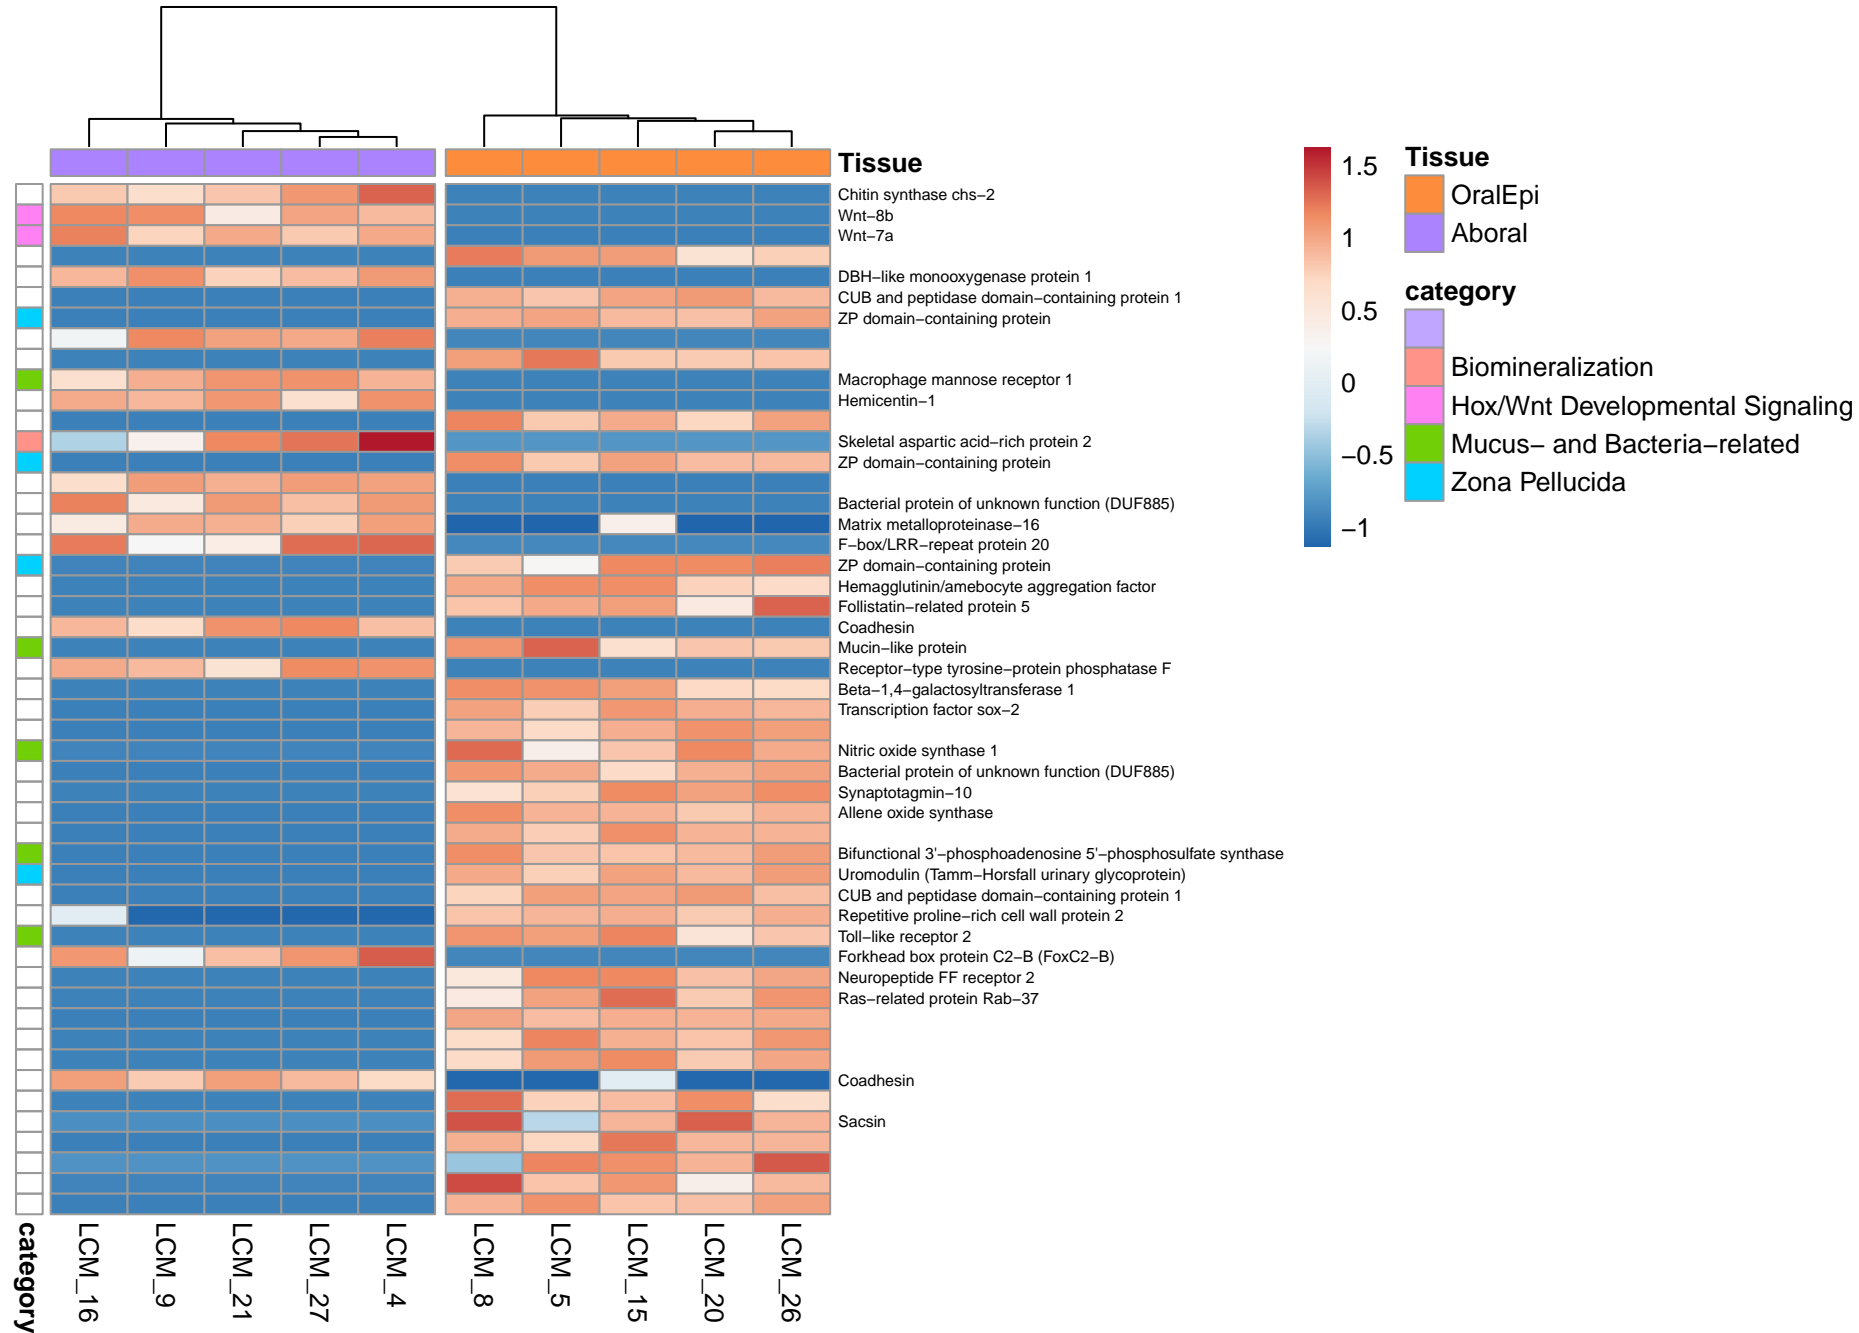 Tissue
Chitin synthase chs−2
Wnt−8b
Wnt−7a
DBH−like monooxygenase protein 1
CUB and peptidase domain−containing protein 1
ZP domain−containing protein
Macrophage mannose receptor 1
Hemicentin−1
Skeletal aspartic acid−rich protein 2
ZP domain−containing protein
Bacterial protein of unknown function (DUF885)
Matrix metalloproteinase−16
F−box/LRR−repeat protein 20
ZP domain−containing protein
Hemagglutinin/amebocyte aggregation factor
Follistatin−related protein 5
Coadhesin
Mucin−like protein
Receptor−type tyrosine−protein phosphatase F
Beta−1,4−galactosyltransferase 1
Transcription factor sox−2
Nitric oxide synthase 1
Bacterial protein of unknown function (DUF885)
Synaptotagmin−10
Allene oxide synthase
Bifunctional 3'−phosphoadenosine 5'−phosphosulfate synthase
Uromodulin (Tamm−Horsfall urinary glycoprotein)
CUB and peptidase domain−containing protein 1
Repetitive proline−rich cell wall protein 2
Toll−like receptor 2
Forkhead box protein C2−B (FoxC2−B)
Neuropeptide FF receptor 2
Ras−related protein Rab−37
Coadhesin
Sacsin
category
LCM_16
LCM_9
LCM_21
LCM_27
LCM_4
LCM_8
LCM_5
LCM_15
LCM_20
LCM_26
1.5
1
0.5
0
−0.5
−1
Tissue
OralEpi
Aboral
category
Biomineralization
Hox/Wnt Developmental Signaling
Mucus− and Bacteria−related
Zona Pellucida